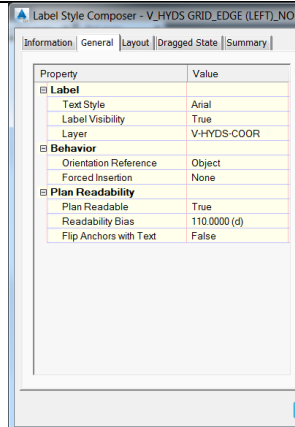 Label Style Composer - V_HYDS GRID_EDGE (LEFT)_NO
Information General Layout Dragged State Summary
Property Value
Label
Text Style Arial
Label Visibility True
Layer V-HYDS-COOR
Behavior
Orientation Reference Object
Forced Insertion None
Plan Readability
Plan Readable True
Readability Bias 110.0000 (d)
Flip Anchors with Text False